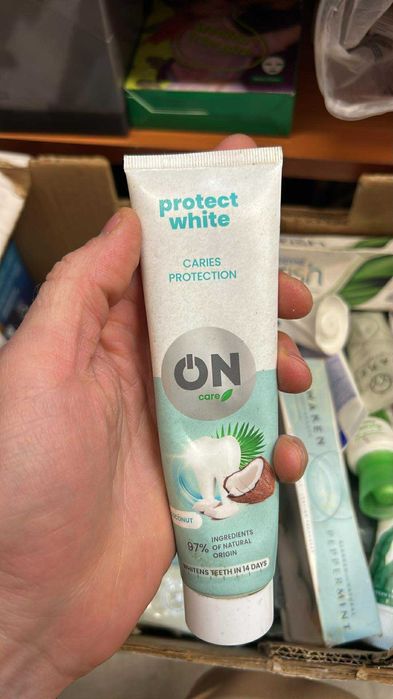 protect
white
CARIES
PROTECTION
ON
care
COCONUT
97% INGREDIENTS
OF NATURAL
ORIGIN
WHITENS TEETH IN 14 DAYS
PEPPERMINT